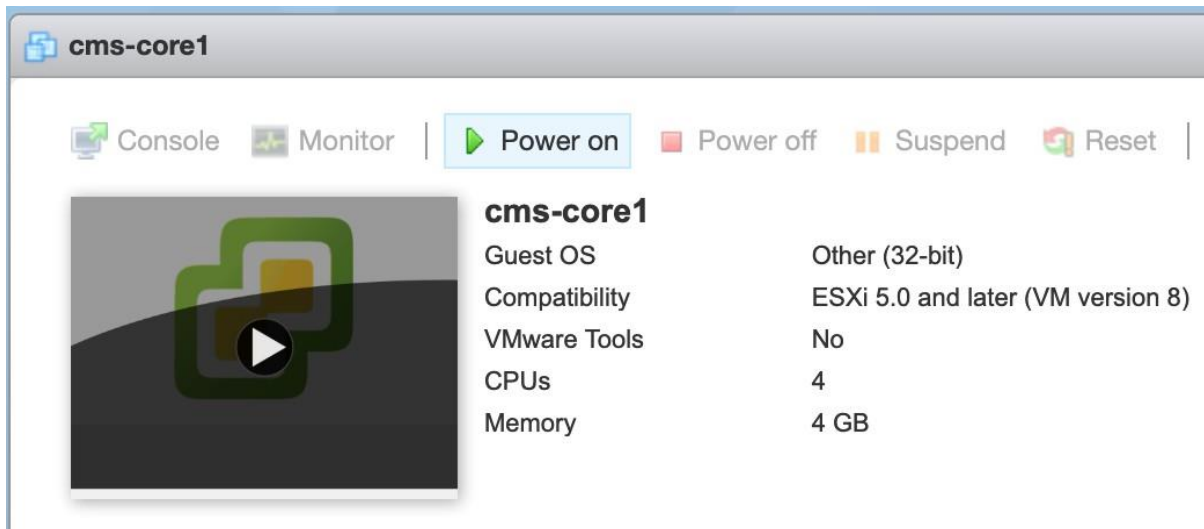 cms-core1
Console Monitor | Power on Power off Suspend Reset |
cms-core1
Guest OS Other (32-bit)
Compatibility ESXi 5.0 and later (VM version 8)
VMware Tools No
CPUs 4
Memory 4 GB